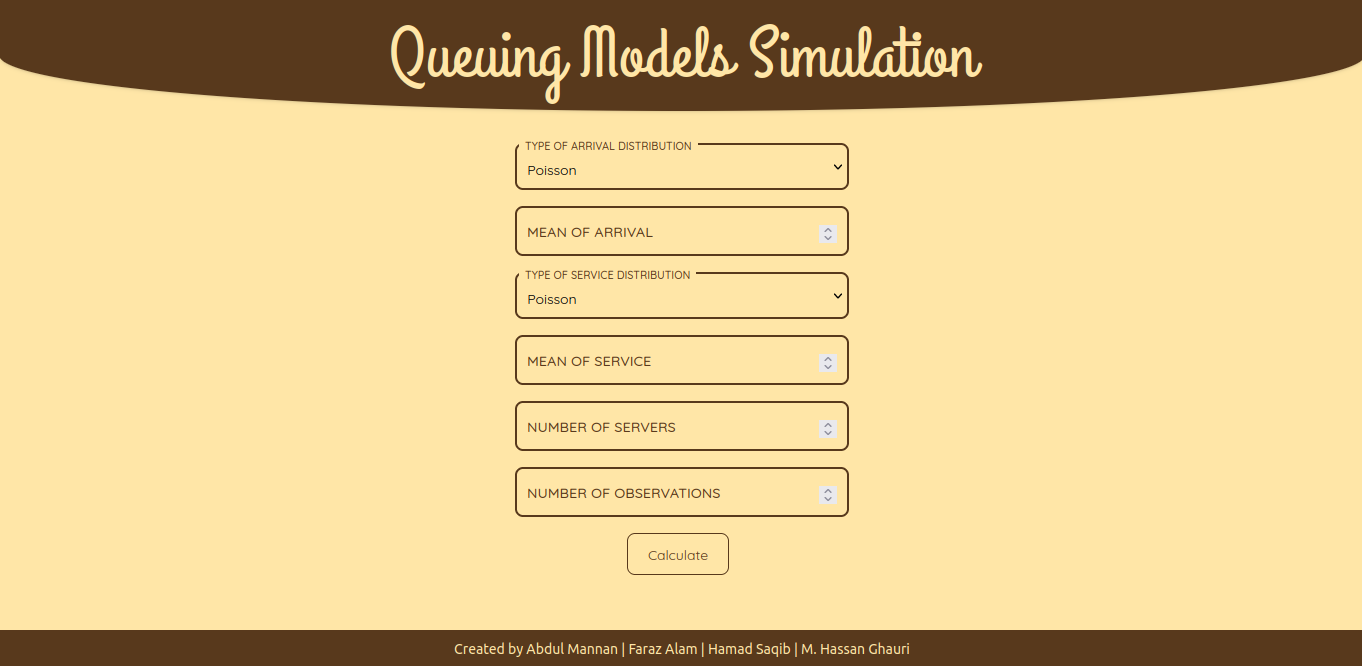 Queuing Models Simulation
TYPE OF ARRIVAL DISTRIBUTION
Poisson
MEAN OF ARRIVAL
TYPE OF SERVICE DISTRIBUTION
Poisson
MEAN OF SERVICE
NUMBER OF SERVERS
NUMBER OF OBSERVATIONS
Calculate
Created by Abdul Mannan | Faraz Alam | Hamad Saqib | M. Hassan Ghauri